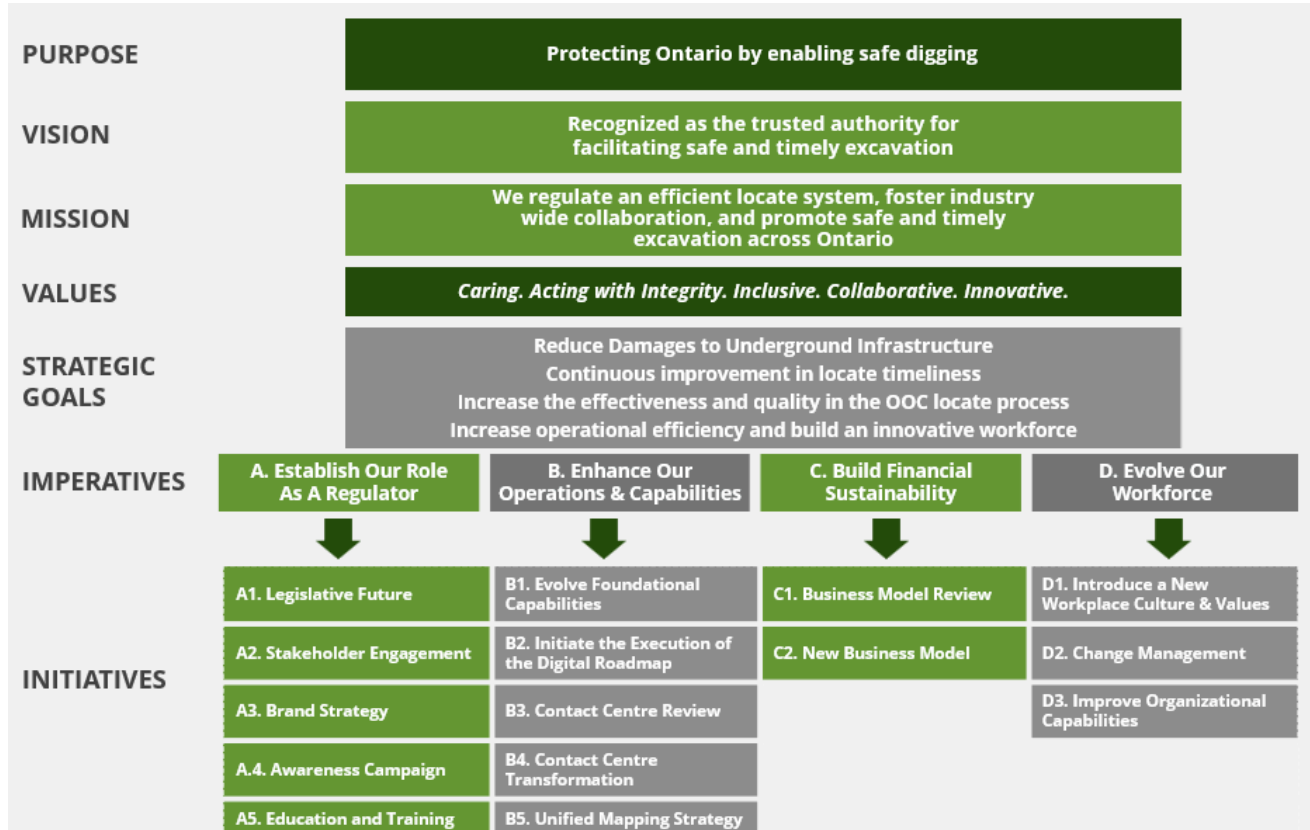 PURPOSE
Protecting Ontario by enabling safe digging
VISION
Recognized as the trusted authority for
facilitating safe and timely excavation
MISSION
We regulate an efficient locate system, foster industry
wide collaboration, and promote safe and timely
excavation across Ontario
VALUES
Caring. Acting with Integrity. Inclusive. Collaborative. Innovative.
STRATEGIC
GOALS
Reduce Damages to Underground Infrastructure
Continuous improvement in locate timeliness
Increase the effectiveness and quality in the OOC locate process
Increase operational efficiency and build an innovative workforce
IMPERATIVES
A. Establish Our Role
As A Regulator
B. Enhance Our
Operations & Capabilities
C. Build Financial
Sustainability
D. Evolve Our
Workforce
INITIATIVES
A1. Legislative Future
A2. Stakeholder Engagement
A3. Brand Strategy
A.4. Awareness Campaign
A5. Education and Training
B1. Evolve Foundational
Capabilities
B2. Initiate the Execution of
the Digital Roadmap
B3. Contact Centre Review
B4. Contact Centre
Transformation
B5. Unified Mapping Strategy
C1. Business Model Review
C2. New Business Model
D1. Introduce a New
Workplace Culture & Values
D2. Change Management
D3. Improve Organizational
Capabilities